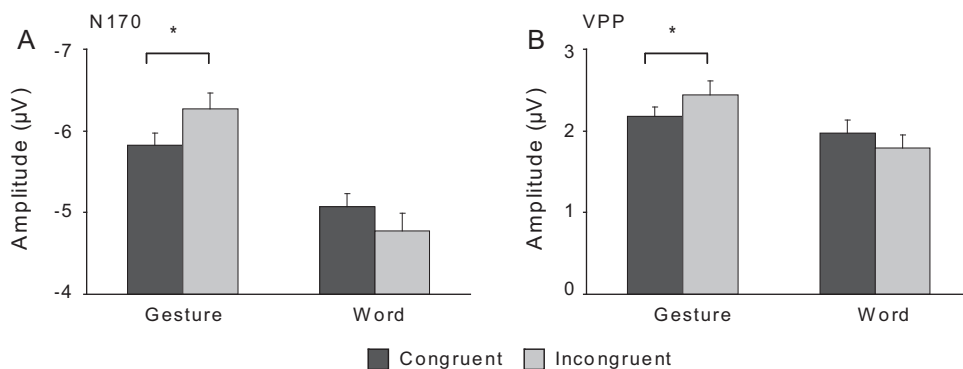 A
N170
Amplitude (µV)
-7
-6
-5
-4
*
Gesture
Word
B
VPP
Amplitude (µV)
3
2
1
0
*
Gesture
Word
Congruent
Incongruent